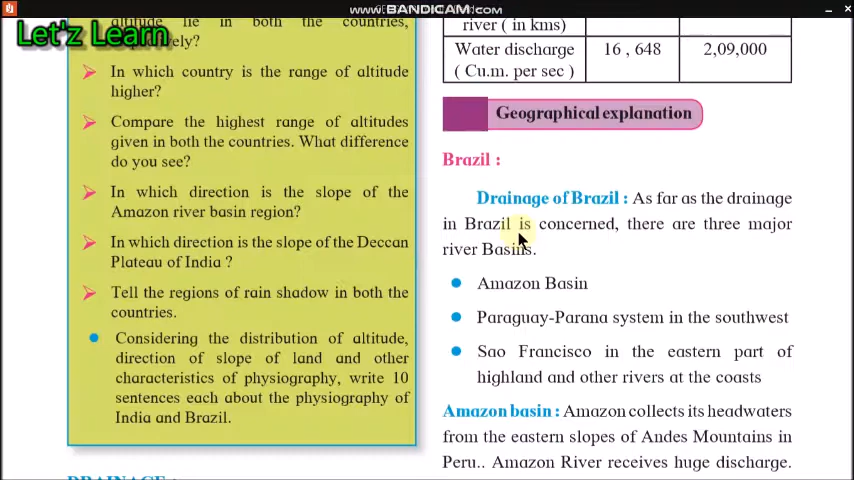 www.BANDICAM.com
Let'z Learn
altitude lie in both the countries,
In which country is the range of altitude
higher?
Compare the highest range of altitudes
given in both the countries. What difference
do you see?
In which direction is the slope of the
Amazon river basin region?
In which direction is the slope of the Deccan
Plateau of India ?
Tell the regions of rain shadow in both the
countries.
Considering the distribution of altitude,
direction of slope of land and other
characteristics of physiography, write 10
sentences each about the physiography of
India and Brazil.
river ( in kms)
Water discharge 16 , 648 2,09,000
( Cu.m. per sec )
Geographical explanation
Brazil :
Drainage of Brazil : As far as the drainage
in Brazil is concerned, there are three major
river Basins.
Amazon Basin
Paraguay-Parana system in the southwest
Sao Francisco in the eastern part of
highland and other rivers at the coasts
Amazon basin : Amazon collects its headwaters
from the eastern slopes of Andes Mountains in
Peru.. Amazon River receives huge discharge.